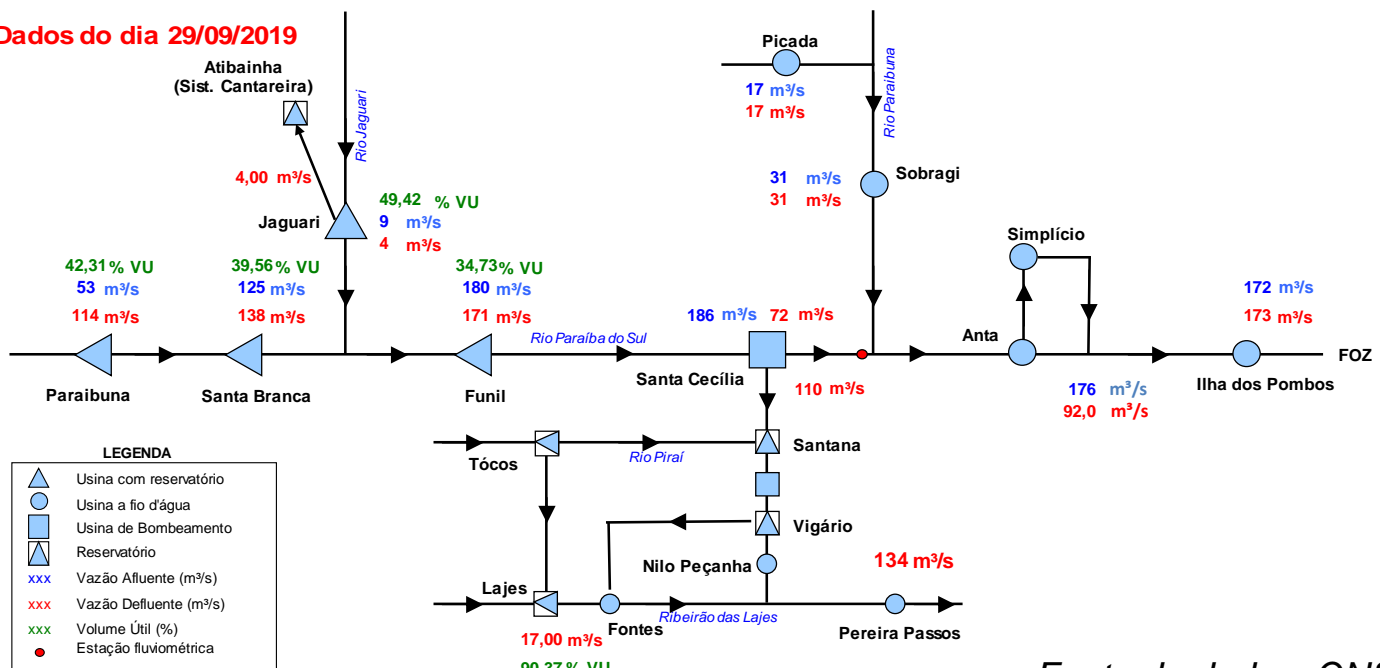 Dados do dia 29/09/2019
Atibainha
(Sist. Cantareira)
Rio Jaguari
4,00 m³/s
Jaguari
49,42 % VU
9 m³/s
4 m³/s
Picada
17 m³/s
17 m³/s
Rio Paraibuna
31 m³/s
31 m³/s
Sobragi
Simplício
Anta
176 m³/s
92,0 m³/s
172 m³/s
173 m³/s
Ilha dos Pombos
FOZ
42,31 % VU
53 m³/s
114 m³/s
Paraibuna
39,56 % VU
125 m³/s
138 m³/s
Santa Branca
34,73 % VU
180 m³/s
171 m³/s
Funil
Rio Paraíba do Sul
186 m³/s 72 m³/s
Santa Cecília
110 m³/s
Tócos
Rio Piraí
Santana
Vigário
Nilo Peçanha
134 m³/s
Lajes
Fontes
Ribeirão das Lajes
Pereira Passos
17,00 m³/s
LEGENDA
Usina com reservatório
Usina a fio d'água
Usina de Bombeamento
Reservatório
xxx Vazão Afluente (m³/s)
xxx Vazão Defluente (m³/s)
xxx Volume Útil (%)
Estação fluviométrica